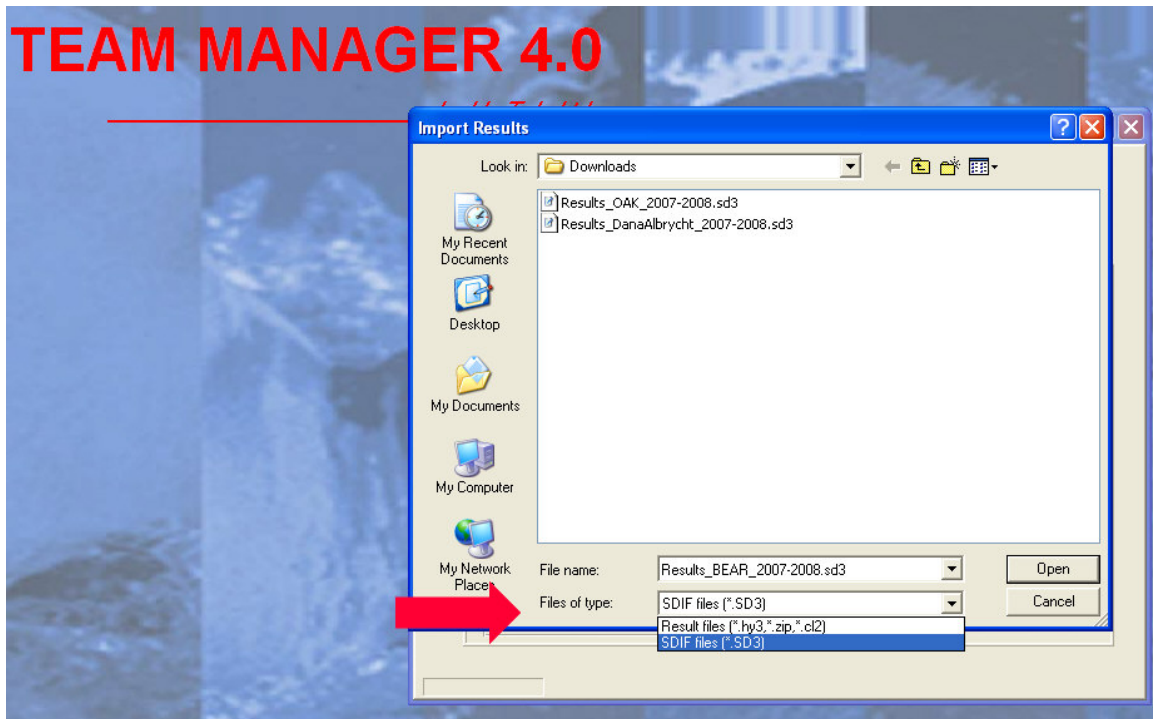 TEAM MANAGER 4.0
Import Results
Look in: Downloads
Results_OAK_2007-2008.sd3
Results_DanaAlbrycht_2007-2008.sd3
My Recent
Documents
Desktop
My Documents
My Computer
My Network
File name: Results_BEAR_2007-2008.sd3 Open
Files of type: SDIF files (*.SD3) Cancel
Result files (*.hy3,*.zip,*.cl2)
SDIF files (*.SD3)